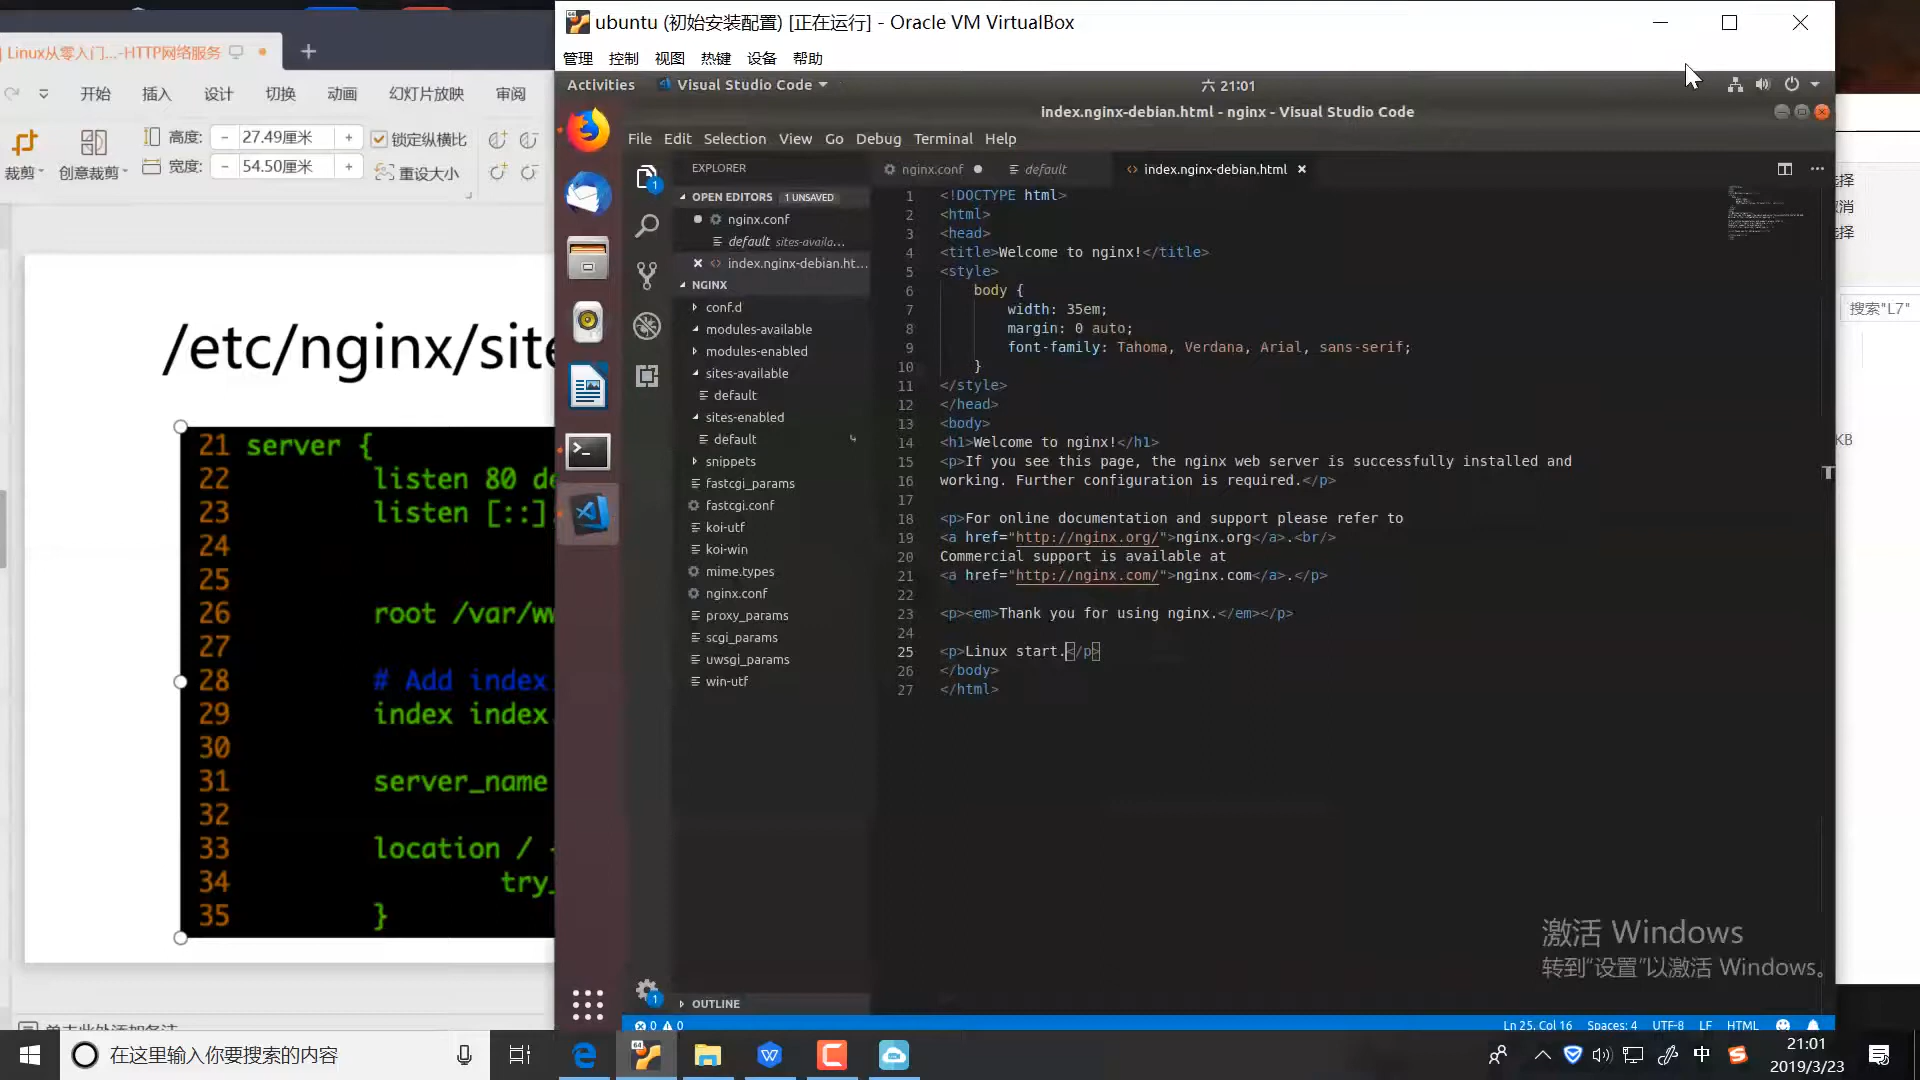 ubuntu (初始安装配置) [正在运行] - Oracle VM VirtualBox
管理 控制 视图 热键 设备 帮助
Linux从零入门...-HTTP网络服务
开始 插入 设计 切换 动画 幻灯片放映 审阅
裁剪 创意裁剪
高度: - 27.49厘米 + 锁定纵横比
宽度: - 54.50厘米 + 重设大小
/etc/nginx/site
21 server {
22 listen 80 de
23 listen [::]
24
25
26 root /var/ww
27
28 # Add index
29 index index
30
31 server_name
32
33 location /
34 try_
35 }
Activities Visual Studio Code 六 21:01
index.nginx-debian.html - nginx - Visual Studio Code
File Edit Selection View Go Debug Terminal Help
EXPLORER
OPEN EDITORS 1 UNSAVED
nginx.conf
default sites-availa...
index.nginx-debian.ht...
NGINX
conf.d
modules-available
modules-enabled
sites-available
default
sites-enabled
default
snippets
fastcgi_params
fastcgi.conf
koi-utf
koi-win
mime.types
nginx.conf
proxy_params
scgi_params
uwsgi_params
win-utf
OUTLINE
nginx.conf default index.nginx-debian.html
1 <!DOCTYPE html>
2 <html>
3 <head>
4 <title>Welcome to nginx!</title>
5 <style>
6 body {
7 width: 35em;
8 margin: 0 auto;
9 font-family: Tahoma, Verdana, Arial, sans-serif;
10 }
11 </style>
12 </head>
13 <body>
14 <h1>Welcome to nginx!</h1>
15 <p>If you see this page, the nginx web server is successfully installed and
16 working. Further configuration is required.</p>
17
18 <p>For online documentation and support please refer to
19 <a href="http://nginx.org/">nginx.org</a>.<br/>
20 Commercial support is available at
21 <a href="http://nginx.com/">nginx.com</a>.</p>
22
23 <p><em>Thank you for using nginx.</em></p>
24
25 <p>Linux start.</p>
26 </body>
27 </html>
0 0 Ln 25, Col 16 Spaces: 4 UTF-8 LF HTML
搜索"L7"
KB
激活 Windows
转到“设置”以激活 Windows。
在这里输入你要搜索的内容
中
21:01
2019/3/23